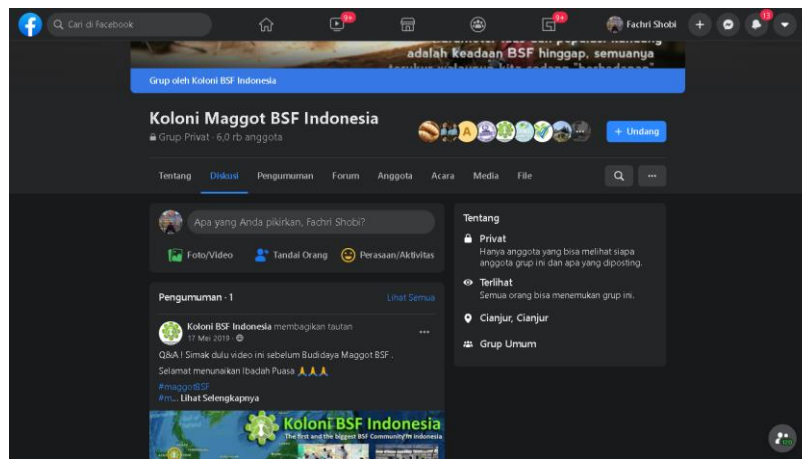 Cari di Facebook
9+
9+
Fachri Shobi
13
adalah keadaan BSF hinggap, semuanya
Grup oleh Koloni BSF Indonesia
Koloni Maggot BSF Indonesia
Grup Privat · 6,0 rb anggota
A
+ Undang
Tentang Diskusi Pengumuman Forum Anggota Acara Media File
Apa yang Anda pikirkan, Fachri Shobi?
Foto/Video Tandai Orang Perasaan/Aktivitas
Pengumuman · 1 Lihat Semua
Koloni BSF Indonesia membagikan tautan
17 Mei 2019
Q&A ! Simak dulu video ini sebelum Budidaya Maggot BSF .
Selamat menunaikan Ibadah Puasa
#maggotBSF
#m... Lihat Selengkapnya
Koloni BSF Indonesia
The first and the biggest BSF Community in Indonesia
Tentang
Privat
Hanya anggota yang bisa melihat siapa
anggota grup ini dan apa yang diposting.
Terlihat
Semua orang bisa menemukan grup ini.
Cianjur, Cianjur
Grup Umum